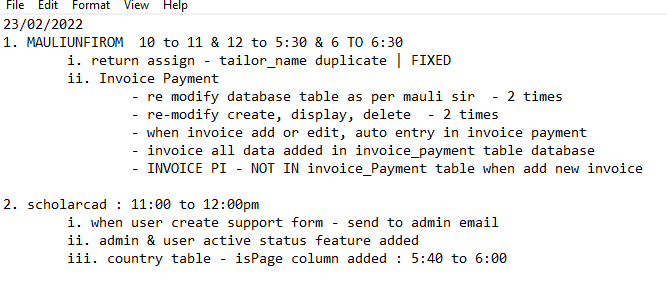 File Edit Format View Help
23/02/2022
1. MAULIUNFIROM  10 to 11 & 12 to 5:30 & 6 TO 6:30
i. return assign - tailor_name duplicate | FIXED
ii. Invoice Payment
- re modify database table as per mauli sir  - 2 times
- re-modify create, display, delete  - 2 times
- when invoice add or edit, auto entry in invoice payment
- invoice all data added in invoice_payment table database
- INVOICE PI - NOT IN invoice_Payment table when add new invoice
2. scholarcad : 11:00 to 12:00pm
i. when user create support form - send to admin email
ii. admin & user active status feature added
iii. country table - isPage column added : 5:40 to 6:00